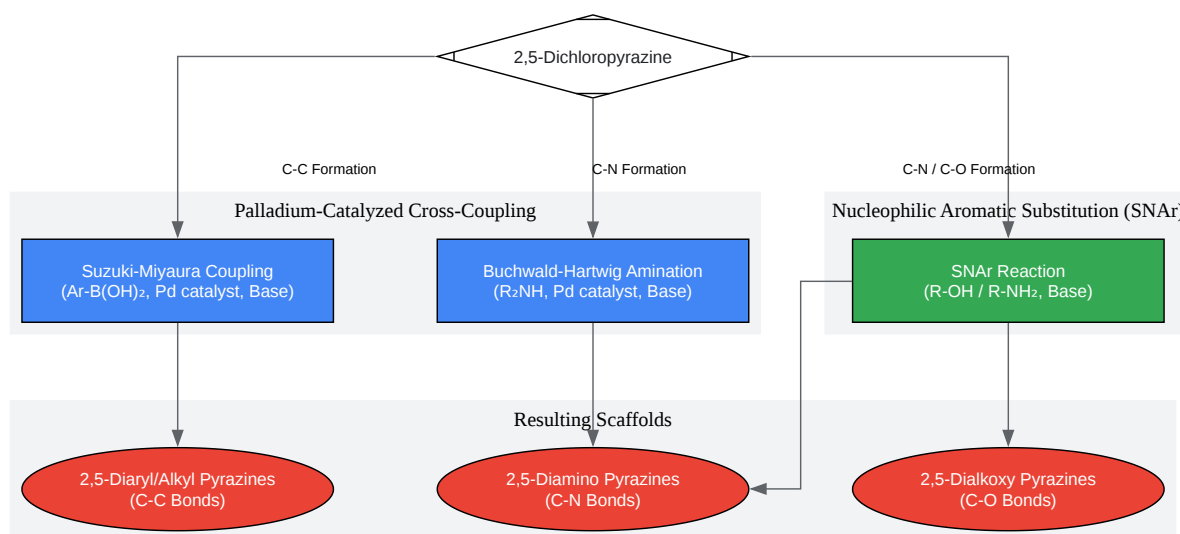 2,5-Dichloropyrazine
C-C Formation
C-N Formation
C-N / C-O Formation
Palladium-Catalyzed Cross-Coupling
Nucleophilic Aromatic Substitution (SNAr)
Suzuki-Miyaura Coupling
(Ar-B(OH)₂, Pd catalyst, Base)
Buchwald-Hartwig Amination
(R₂NH, Pd catalyst, Base)
SNAr Reaction
(R-OH / R-NH₂, Base)
Resulting Scaffolds
2,5-Diaryl/Alkyl Pyrazines
(C-C Bonds)
2,5-Diamino Pyrazines
(C-N Bonds)
2,5-Dialkoxy Pyrazines
(C-O Bonds)